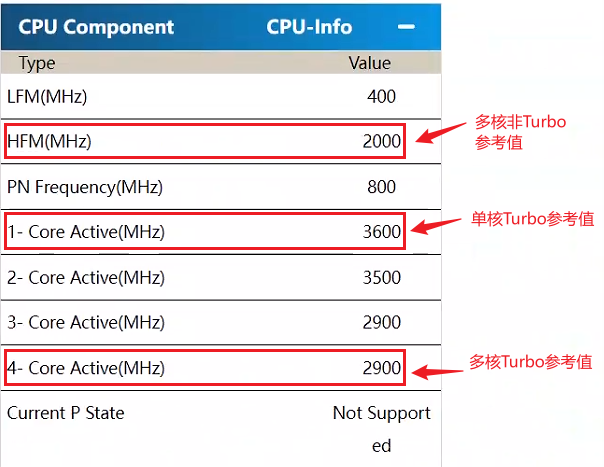 CPU Component CPU-Info
Type Value
LFM(MHz) 400
HFM(MHz) 2000
多核非Turbo
参考值
PN Frequency(MHz) 800
1- Core Active(MHz) 3600
单核Turbo参考值
2- Core Active(MHz) 3500
3- Core Active(MHz) 2900
4- Core Active(MHz) 2900
多核Turbo参考值
Current P State Not Support
ed